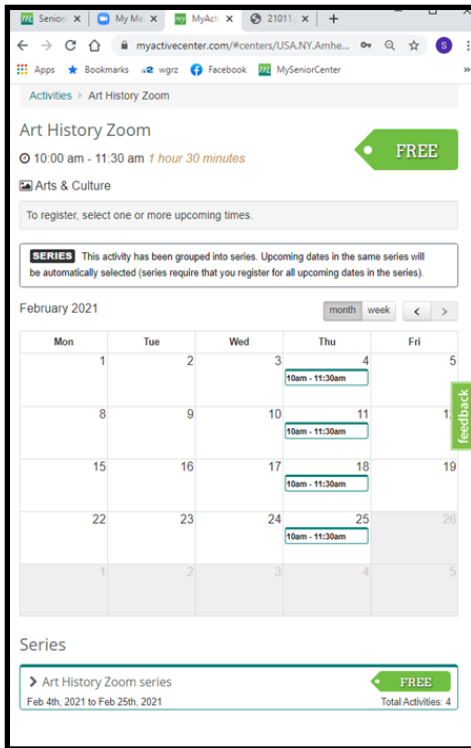 Seniors
My Me
MyActi
21011
myactivecenter.com/#centers/USA.NY.Amhe...
S
Apps Bookmarks wgrz Facebook MySeniorCenter
Activities Art History Zoom
Art History Zoom
FREE
10:00 am - 11:30 am 1 hour 30 minutes
Arts & Culture
To register, select one or more upcoming times.
SERIES This activity has been grouped into series. Upcoming dates in the same series will
be automatically selected (series require that you register for all upcoming dates in the series).
February 2021 month week
Mon Tue Wed Thu Fri
1 2 3 4 5
10am - 11:30am
feedback
8 9 10 11
10am - 11:30am
15 16 17 18 19
10am - 11:30am
22 23 24 25 26
10am - 11:30am
1 2 3 4 5
Series
Art History Zoom series FREE
Feb 4th, 2021 to Feb 25th, 2021 Total Activities: 4